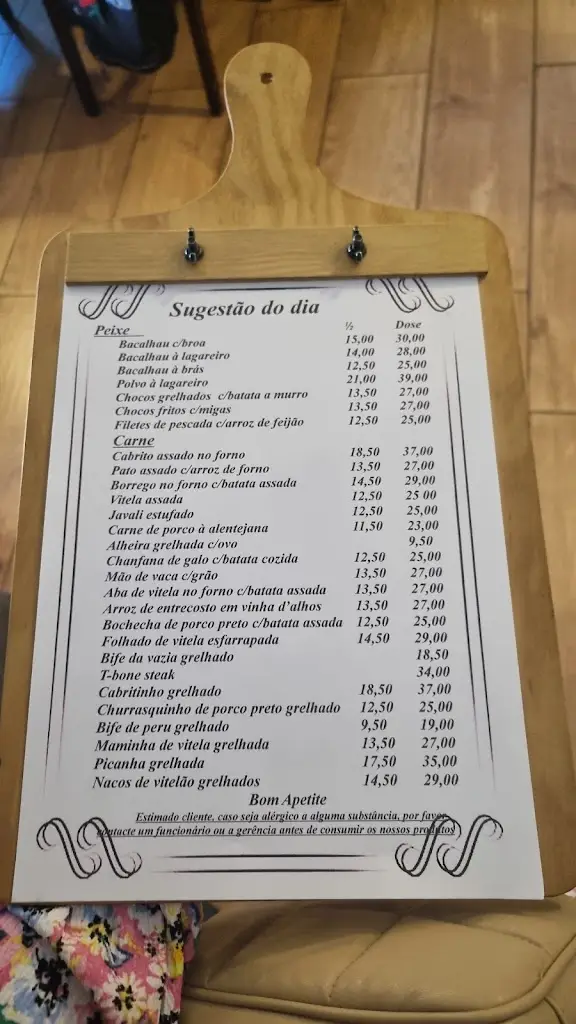 Sugestão do dia
Peixe ½ Dose
Bacalhau c/broa 15,00 30,00
Bacalhau à lagareiro 14,00 28,00
Bacalhau à brás 12,50 25,00
Polvo à lagareiro 21,00 39,00
Chocos grelhados c/batata a murro 13,50 27,00
Chocos fritos c/migas 13,50 27,00
Filetes de pescada c/arroz de feijão 12,50 25,00
Carne
Cabrito assado no forno 18,50 37,00
Pato assado c/arroz de forno 13,50 27,00
Borrego no forno c/batata assada 14,50 29,00
Vitela assada 12,50 25 00
Javali estufado 12,50 25,00
Carne de porco à alentejana 11,50 23,00
Alheira grelhada c/ovo 9,50
Chanfana de galo c/batata cozida 12,50 25,00
Mão de vaca c/grão 13,50 27,00
Aba de vitela no forno c/batata assada 13,50 27,00
Arroz de entrecosto em vinha d'alhos 13,50 27,00
Bochecha de porco preto c/batata assada 12,50 25,00
Folhado de vitela esfarrapada 14,50 29,00
Bife da vazia grelhado 18,50
T-bone steak 34,00
Cabritinho grelhado 18,50 37,00
Churrasquinho de porco preto grelhado 12,50 25,00
Bife de peru grelhado 9,50 19,00
Maminha de vitela grelhada 13,50 27,00
Picanha grelhada 17,50 35,00
Nacos de vitelão grelhados 14,50 29,00
Bom Apetite
Estimado cliente, caso seja alérgico a alguma substância, por favor
contacte um funcionário ou a gerência antes de consumir os nossos produtos